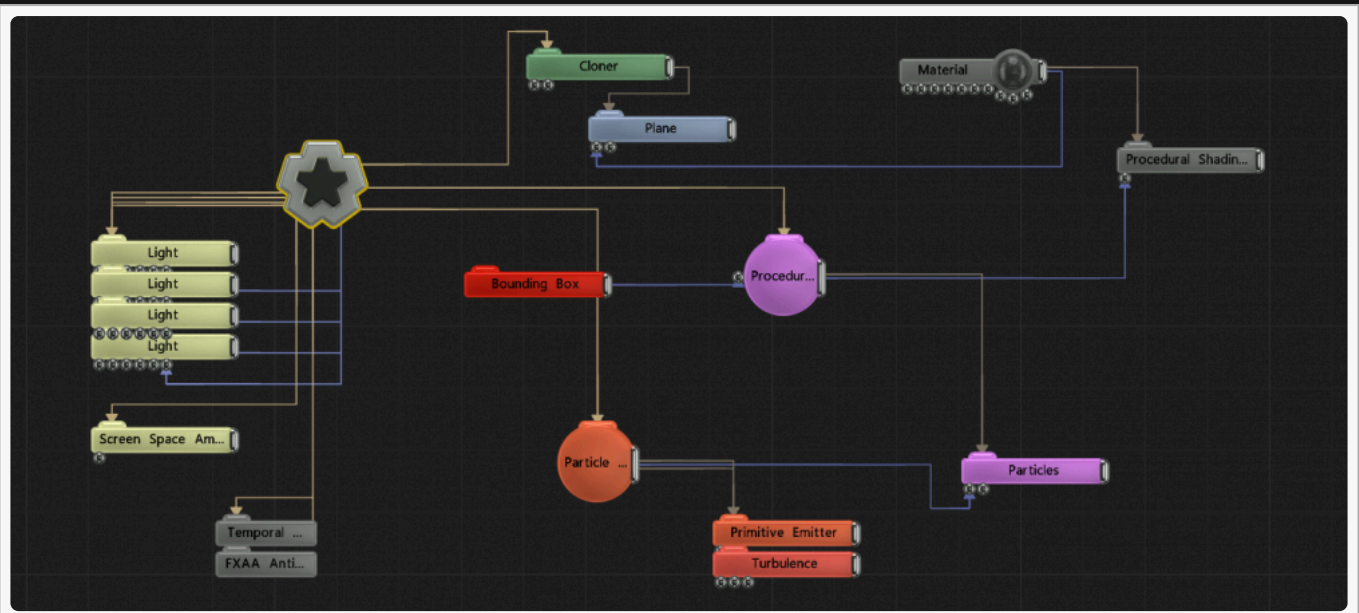 Cloner
Material
Plane
Procedural Shadin...
Light
Light
Light
Light
Bounding Box
Procedur...
Screen Space Am...
Particle ...
Particles
Temporal ...
FXAA Anti...
Primitive Emitter
Turbulence